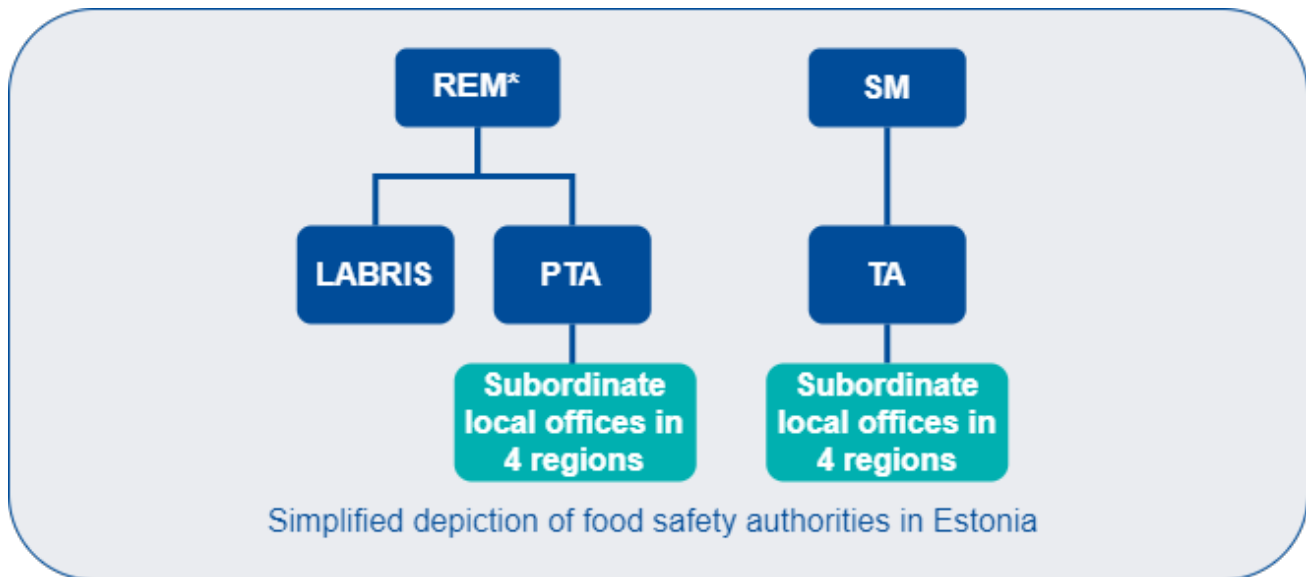 REM*
SM
LABRIS
PTA
TA
Subordinate
local offices in
4 regions
Subordinate
local offices in
4 regions
Simplified depiction of food safety authorities in Estonia